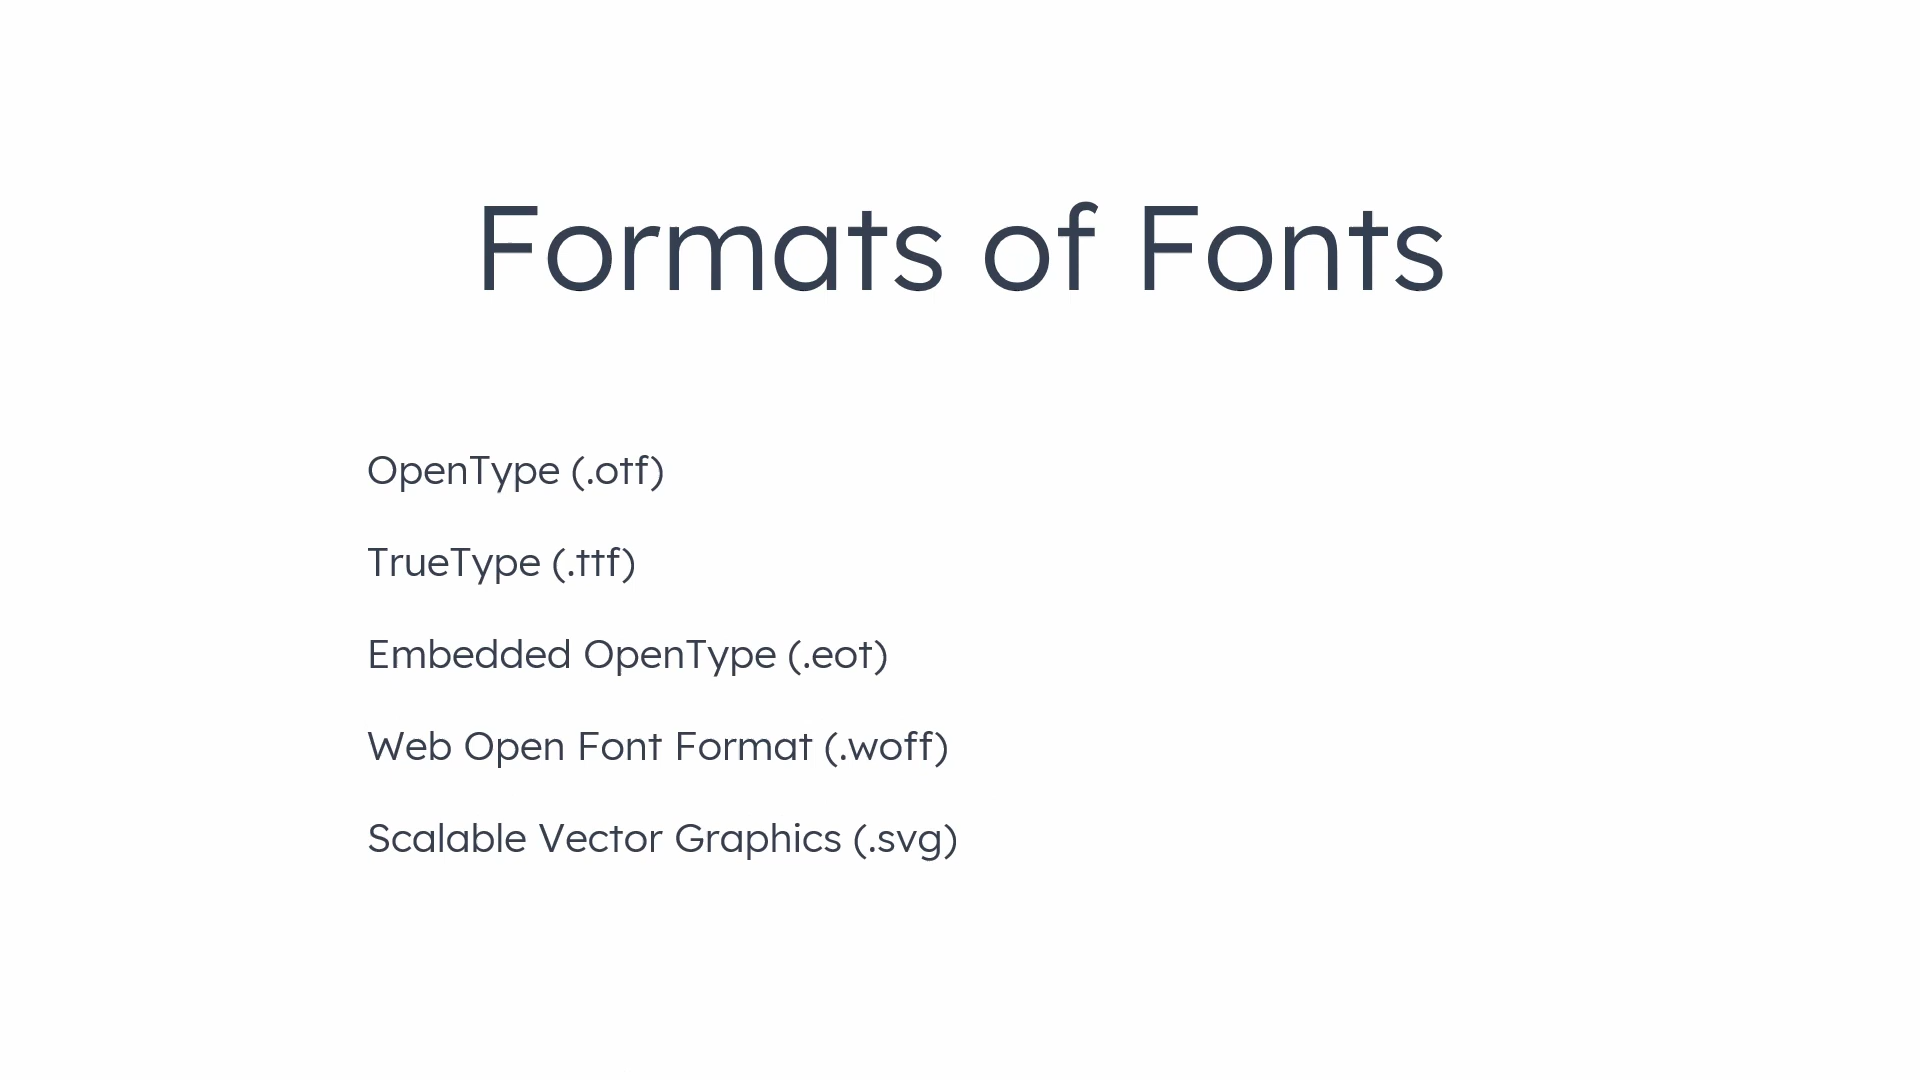 Formats of Fonts
OpenType (.otf)
TrueType (.ttf)
Embedded OpenType (.eot)
Web Open Font Format (.woff)
Scalable Vector Graphics (.svg)